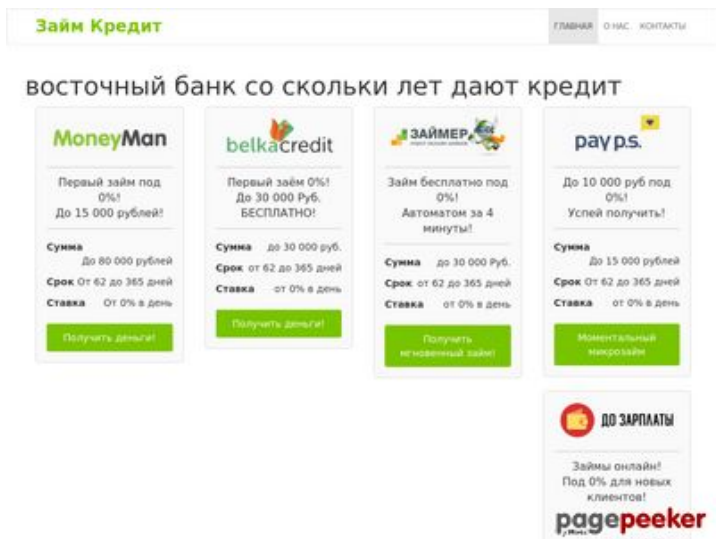 Займ Кредит
ГЛАВНАЯ О НАС КОНТАКТЫ
восточный банк со скольки лет дают кредит
MoneyMan
Первый займ под
0%!
До 15 000 рублей!
Сумма
До 80 000 рублей
Срок От 62 до 365 дней
Ставка От 0% в день
Получить деньги!
belkacredit
Первый заём 0%!
До 30 000 Руб.
БЕСПЛАТНО!
Сумма до 30 000 руб.
Срок от 62 до 365 дней
Ставка от 0% в день
Получить деньги!
ЗАЙМЕР
Займ бесплатно под
0%!
Автоматом за 4
минуты!
Сумма до 30 000 Руб.
Срок от 62 до 365 дней
Ставка от 0% в день
Получить
мгновенный займ!
pay p.s.
До 10 000 руб под
0%!
Успей получить!
Сумма
До 15 000 рублей
Срок От 62 до 365 дней
Ставка от 0% в день
Моментальный
микрозайм
ДО ЗАРПЛАТЫ
Займы онлайн!
Под 0% для новых
клиентов!
pagepeeker